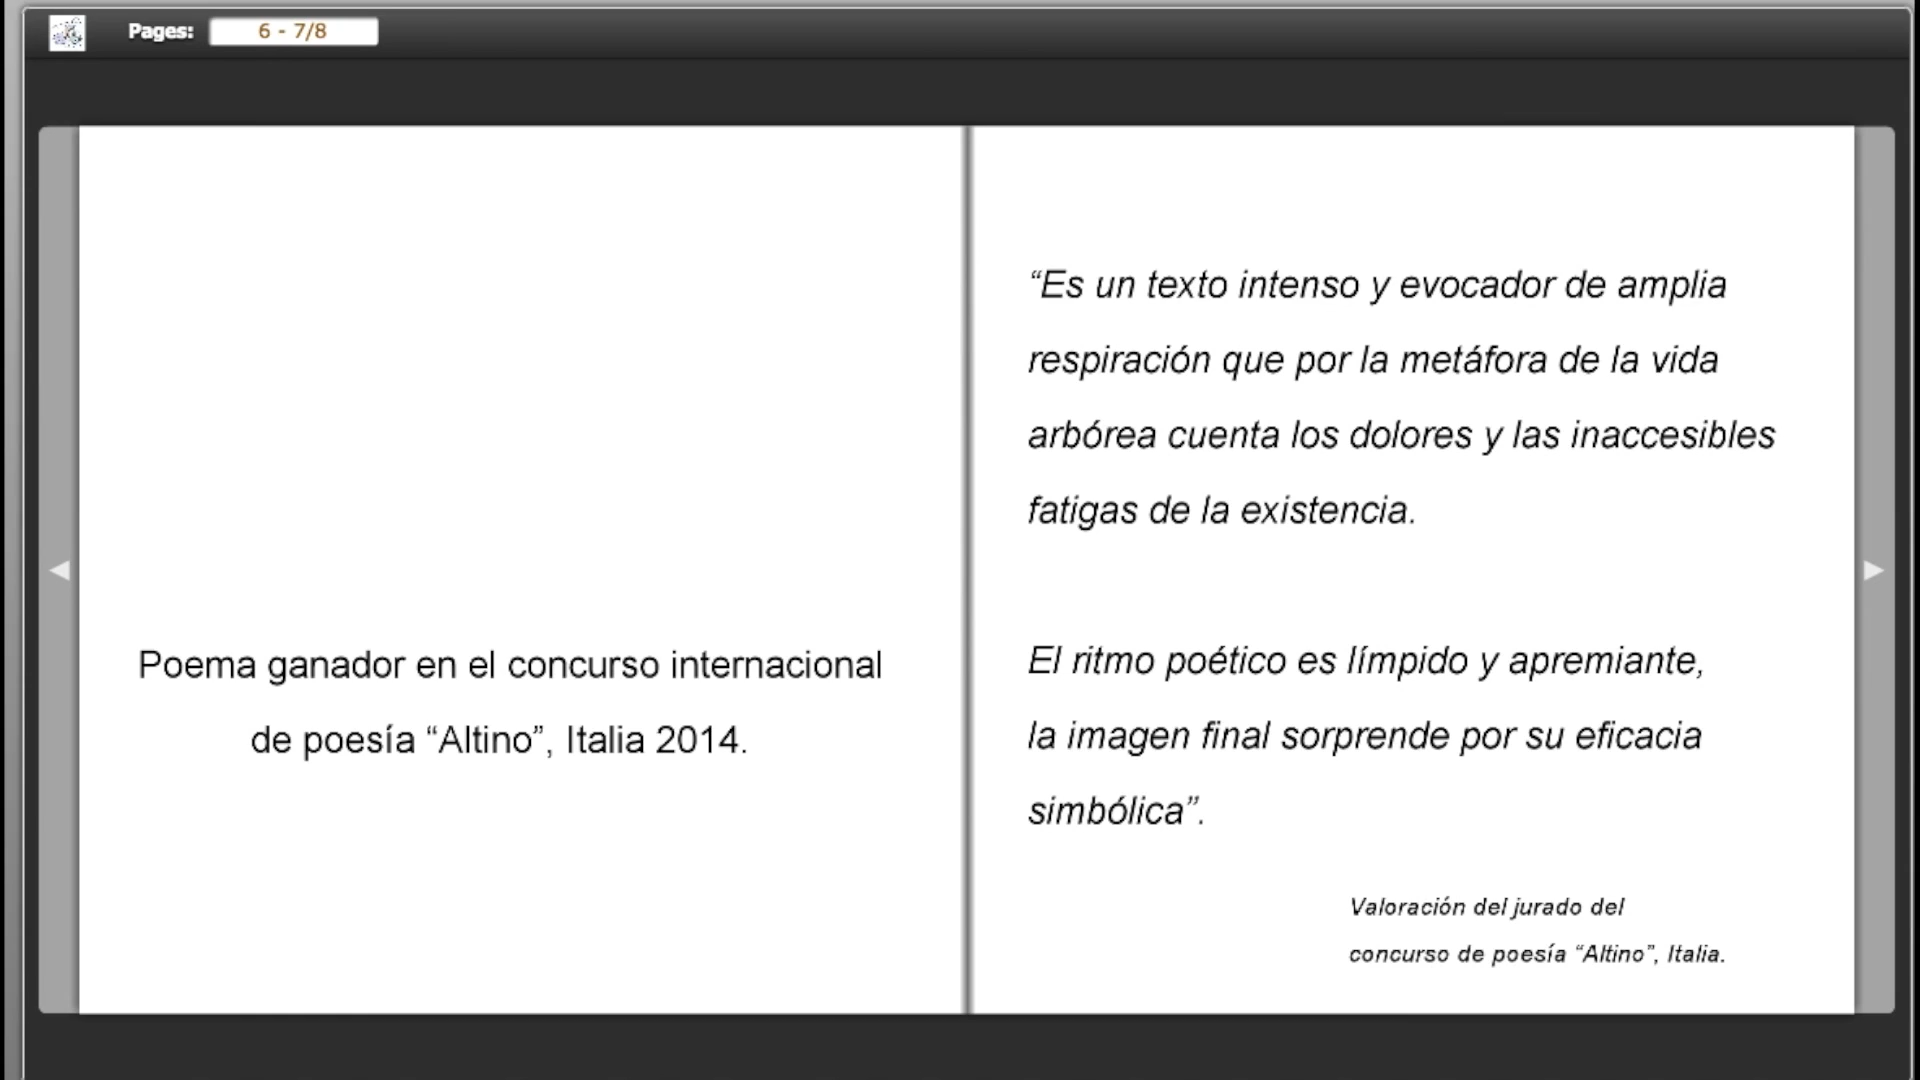 Pages: 6 - 7/8
Poema ganador en el concurso internacional
de poesía “Altino”, Italia 2014.
“Es un texto intenso y evocador de amplia
respiración que por la metáfora de la vida
arbórea cuenta los dolores y las inaccesibles
fatigas de la existencia.
El ritmo poético es límpido y apremiante,
la imagen final sorprende por su eficacia
simbólica”.
Valoración del jurado del
concurso de poesía “Altino”, Italia.